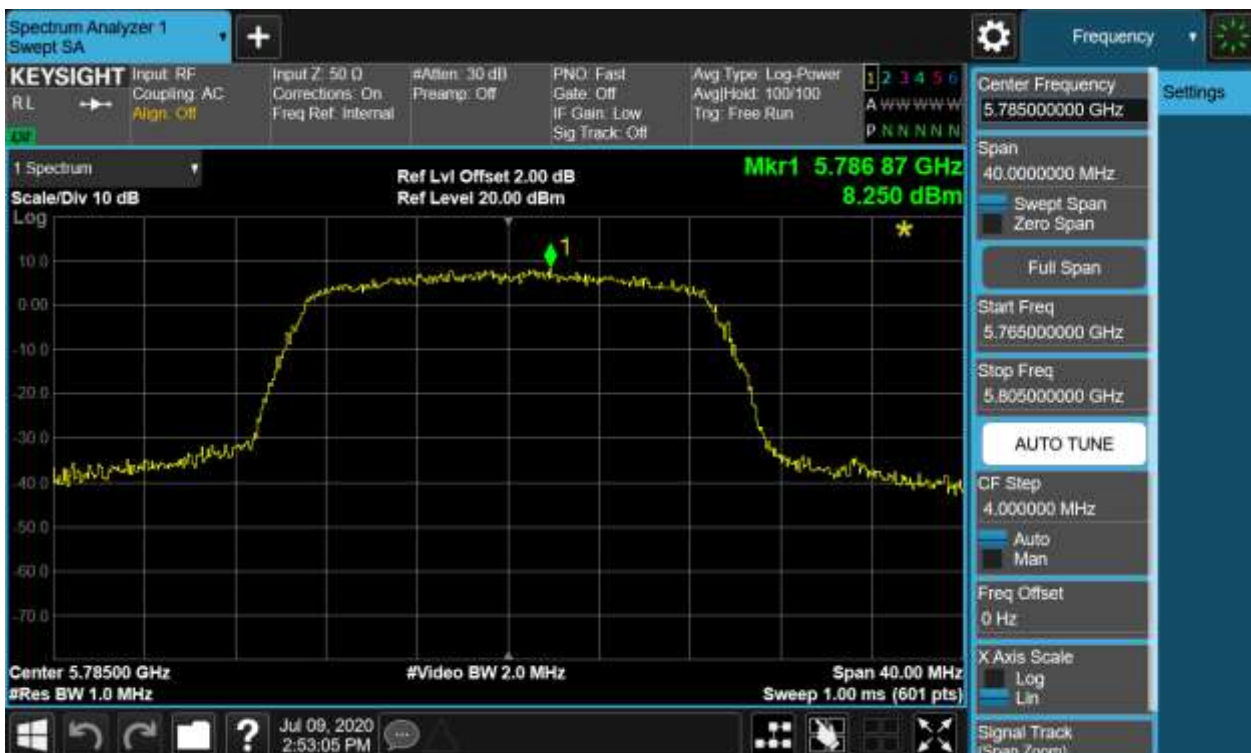 Spectrum Analyzer 1
Swept SA
Frequency
KEYSIGHT
RL
Input: RF
Coupling: AC
Align: Off
Input Z: 50 Ω
Corrections: On
Freq Ref: Internal
#Atten: 30 dB
Preamp: Off
PNO: Fast
Gate: Off
IF Gain: Low
Sig Track: Off
Avg Type: Log-Power
Avg|Hold: 100/100
Trig: Free Run
1 2 3 4 5 6
A W W W W W
P N N N N N
Settings
Center Frequency
5.785000000 GHz
Span
40.0000000 MHz
Swept Span
Zero Span
Full Span
Start Freq
5.765000000 GHz
Stop Freq
5.805000000 GHz
AUTO TUNE
CF Step
4.000000 MHz
Auto
Man
Freq Offset
0 Hz
X Axis Scale
Log
Lin
Signal Track
(Span Zoom)
1 Spectrum
Scale/Div 10 dB
Ref Lvl Offset 2.00 dB
Ref Level 20.00 dBm
Mkr1 5.786 87 GHz
8.250 dBm
Log
1
10.0
0.00
-10.0
-20.0
-30.0
-40.0
-50.0
-60.0
-70.0
Center 5.78500 GHz
#Res BW 1.0 MHz
#Video BW 2.0 MHz
Span 40.00 MHz
Sweep 1.00 ms (601 pts)
?
Jul 09, 2020
2:53:05 PM